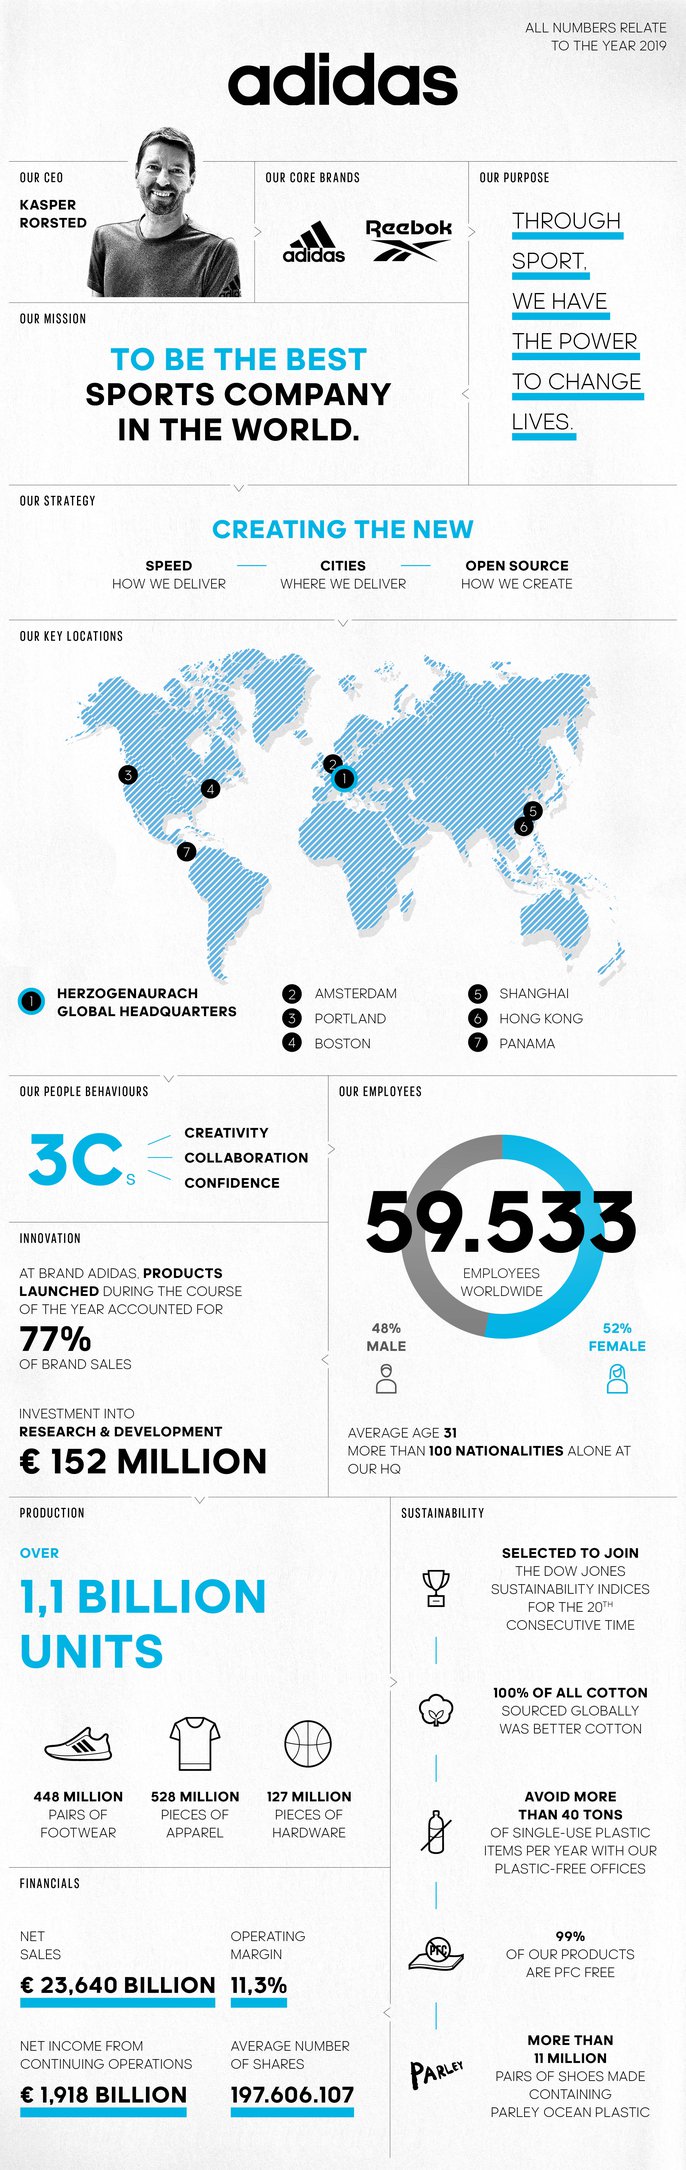 ALL NUMBERS RELATE
TO THE YEAR 2019
adidas
OUR CEO
KASPER
RORSTED
OUR CORE BRANDS
adidas
Reebok
OUR PURPOSE
THROUGH
SPORT,
WE HAVE
THE POWER
TO CHANGE
LIVES.
OUR MISSION
TO BE THE BEST
SPORTS COMPANY
IN THE WORLD.
OUR STRATEGY
CREATING THE NEW
SPEED
HOW WE DELIVER
CITIES
WHERE WE DELIVER
OPEN SOURCE
HOW WE CREATE
OUR KEY LOCATIONS
2
1
3
4
5
6
7
1 HERZOGENAURACH
GLOBAL HEADQUARTERS
2 AMSTERDAM
3 PORTLAND
4 BOSTON
5 SHANGHAI
6 HONG KONG
7 PANAMA
OUR PEOPLE BEHAVIOURS
3Cs
CREATIVITY
COLLABORATION
CONFIDENCE
OUR EMPLOYEES
59.533
EMPLOYEES
WORLDWIDE
48%
MALE
52%
FEMALE
AVERAGE AGE 31
MORE THAN 100 NATIONALITIES ALONE AT
OUR HQ
INNOVATION
AT BRAND ADIDAS, PRODUCTS
LAUNCHED DURING THE COURSE
OF THE YEAR ACCOUNTED FOR
77%
OF BRAND SALES
INVESTMENT INTO
RESEARCH & DEVELOPMENT
€ 152 MILLION
PRODUCTION
OVER
1,1 BILLION
UNITS
448 MILLION
PAIRS OF
FOOTWEAR
528 MILLION
PIECES OF
APPAREL
127 MILLION
PIECES OF
HARDWARE
SUSTAINABILITY
SELECTED TO JOIN
THE DOW JONES
SUSTAINABILITY INDICES
FOR THE 20TH
CONSECUTIVE TIME
100% OF ALL COTTON
SOURCED GLOBALLY
WAS BETTER COTTON
AVOID MORE
THAN 40 TONS
OF SINGLE-USE PLASTIC
ITEMS PER YEAR WITH OUR
PLASTIC-FREE OFFICES
PFC
99%
OF OUR PRODUCTS
ARE PFC FREE
PARLEY
MORE THAN
11 MILLION
PAIRS OF SHOES MADE
CONTAINING
PARLEY OCEAN PLASTIC
FINANCIALS
NET
SALES
€ 23,640 BILLION
OPERATING
MARGIN
11,3%
NET INCOME FROM
CONTINUING OPERATIONS
€ 1,918 BILLION
AVERAGE NUMBER
OF SHARES
197.606.107